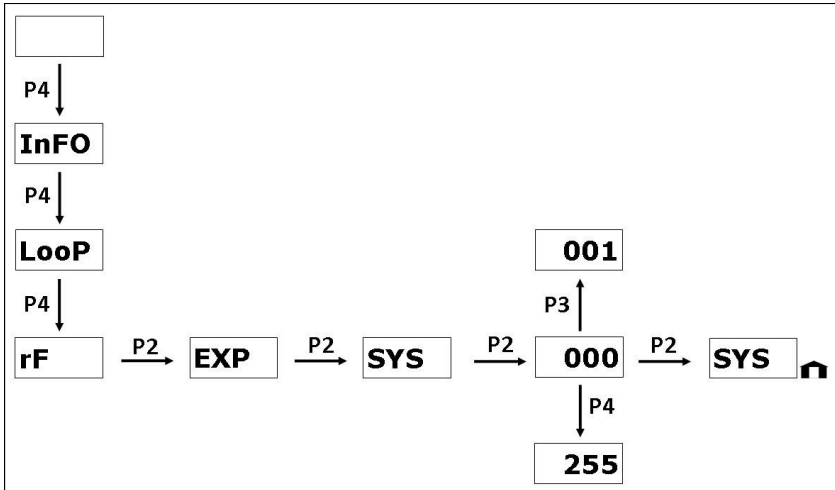 P4
InFO
P4
LooP
001
P4
P3
rF P2 EXP P2 SYS P2 000 P2 SYS
P4
255